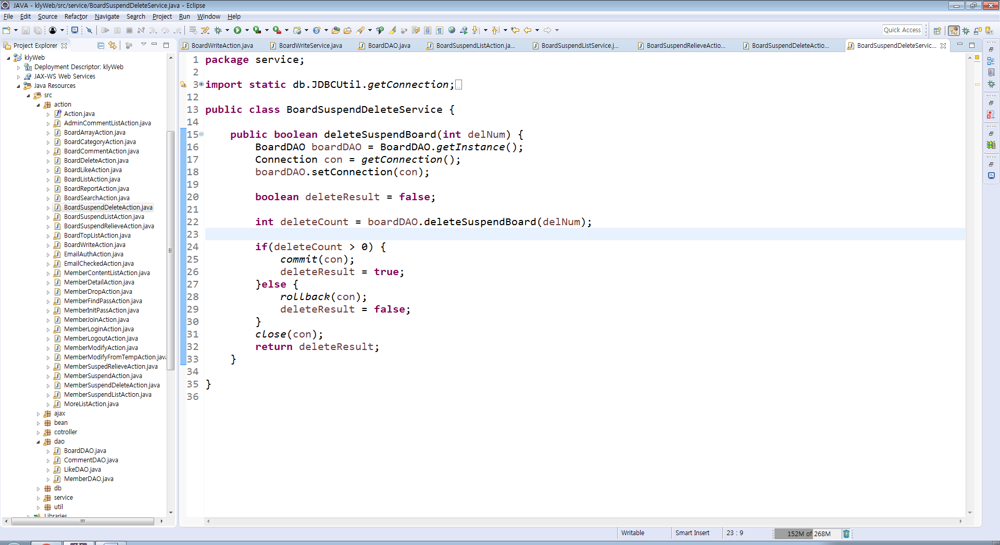 JAVA - klyWeb/src/service/BoardSuspendDeleteService.java - Eclipse
File Edit Source Refactor Navigate Search Project Run Window Help
Quick Access
Project Explorer
BoardWriteAction.java BoardWriteService.java BoardDAO.java BoardSuspendListAction.ja... BoardSuspendListService.j... BoardSuspendRelieveActio... BoardSuspendDeleteActio... BoardSuspendDeleteServic...
klyWeb
Deployment Descriptor: klyWeb
JAX-WS Web Services
Java Resources
src
action
Action.java
AdminCommentListAction.java
BoardArrayAction.java
BoardCategoryAction.java
BoardCommentAction.java
BoardDeleteAction.java
BoardLikeAction.java
BoardListAction.java
BoardReportAction.java
BoardSearchAction.java
BoardSuspendDeleteAction.java
BoardSuspendListAction.java
BoardSuspendRelieveAction.java
BoardTopListAction.java
BoardWriteAction.java
EmailAuthAction.java
EmailCheckedAction.java
MemberContentListAction.java
MemberDetailAction.java
MemberDropAction.java
MemberFindPassAction.java
MemberInitPassAction.java
MemberJoinAction.java
MemberLoginAction.java
MemberLogoutAction.java
MemberModifyAction.java
MemberModifyFromTempAction.java
MemberSuspedRelieveAction.java
MemberSuspendAction.java
MemberSuspendDeleteAction.java
MemberSuspendListAction.java
MoreListAction.java
ajax
bean
cotroller
dao
BoardDAO.java
CommentDAO.java
LikeDAO.java
MemberDAO.java
db
service
util
Libraries
1 package service;
2
3 import static db.JDBCUtil.getConnection;
12
13 public class BoardSuspendDeleteService {
14
15 public boolean deleteSuspendBoard(int delNum) {
16 BoardDAO boardDAO = BoardDAO.getInstance();
17 Connection con = getConnection();
18 boardDAO.setConnection(con);
19
20 boolean deleteResult = false;
21
22 int deleteCount = boardDAO.deleteSuspendBoard(delNum);
23
24 if(deleteCount > 0) {
25 commit(con);
26 deleteResult = true;
27 }else {
28 rollback(con);
29 deleteResult = false;
30 }
31 close(con);
32 return deleteResult;
33 }
34
35 }
36
Writable Smart Insert 23 : 9 152M of 268M